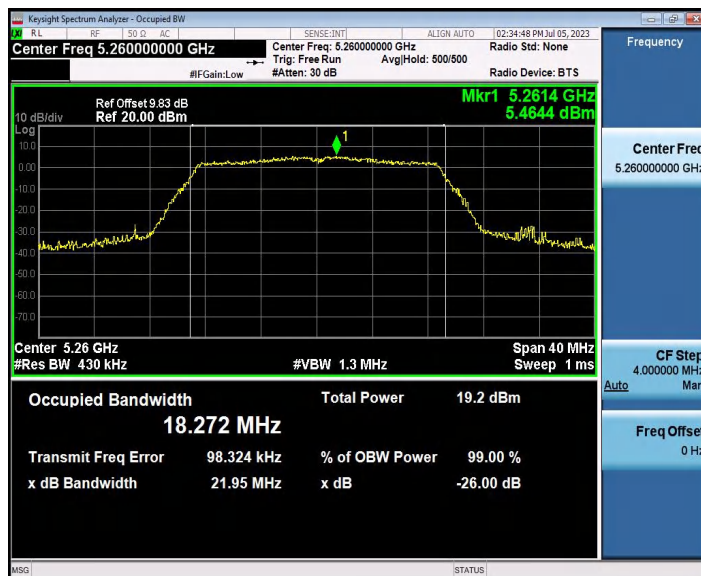 Keysight Spectrum Analyzer - Occupied BW
LXI RL RF 50 Ω AC SENSE:INT ALIGN AUTO 02:34:48 PM Jul 05, 2023
Center Freq 5.260000000 GHz
Center Freq: 5.260000000 GHz
Radio Std: None
Trig: Free Run Avg|Hold: 500/500
#IFGain:Low
#Atten: 30 dB
Radio Device: BTS
Frequency
Ref Offset 9.83 dB
Mkr1 5.2614 GHz
10 dB/div Ref 20.00 dBm
5.4644 dBm
Log
1
10.0
0.00
-10.0
-20.0
-30.0
-40.0
-50.0
-60.0
-70.0
Center 5.26 GHz
Span 40 MHz
#Res BW 430 kHz
#VBW 1.3 MHz
Sweep 1 ms
Center Freq
5.260000000 GHz
CF Step
4.000000 MHz
Auto Man
Freq Offset
0 Hz
Occupied Bandwidth
18.272 MHz
Total Power 19.2 dBm
Transmit Freq Error 98.324 kHz
% of OBW Power 99.00 %
x dB Bandwidth 21.95 MHz
x dB -26.00 dB
MSG
STATUS